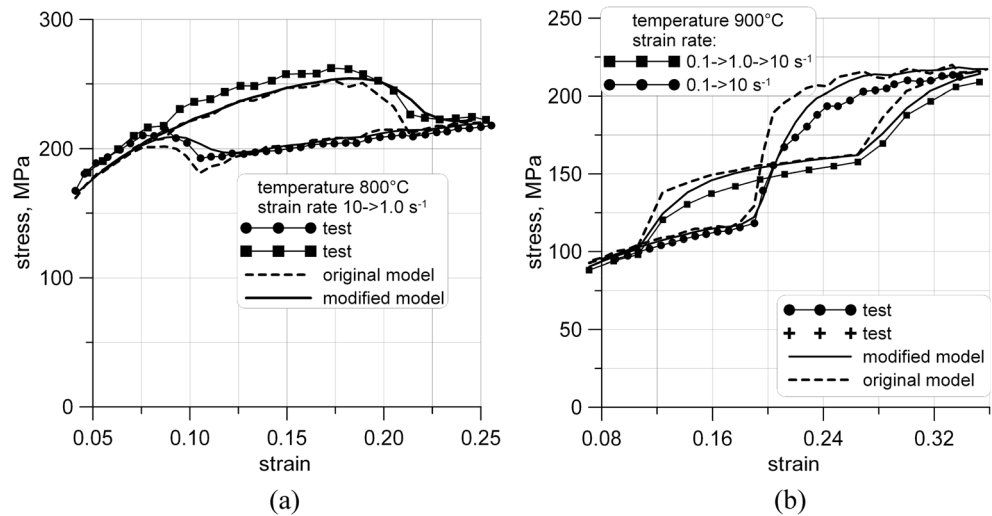 300
200
100
0
stress, MPa
temperature 800°C
strain rate 10->1.0 s⁻¹
test
test
original model
modified model
0.05
0.10
0.15
0.20
0.25
strain
(a)
250
200
150
100
50
0
stress, MPa
temperature 900°C
strain rate:
0.1->1.0->10 s⁻¹
0.1->10 s⁻¹
test
test
modified model
original model
0.08
0.16
0.24
0.32
strain
(b)